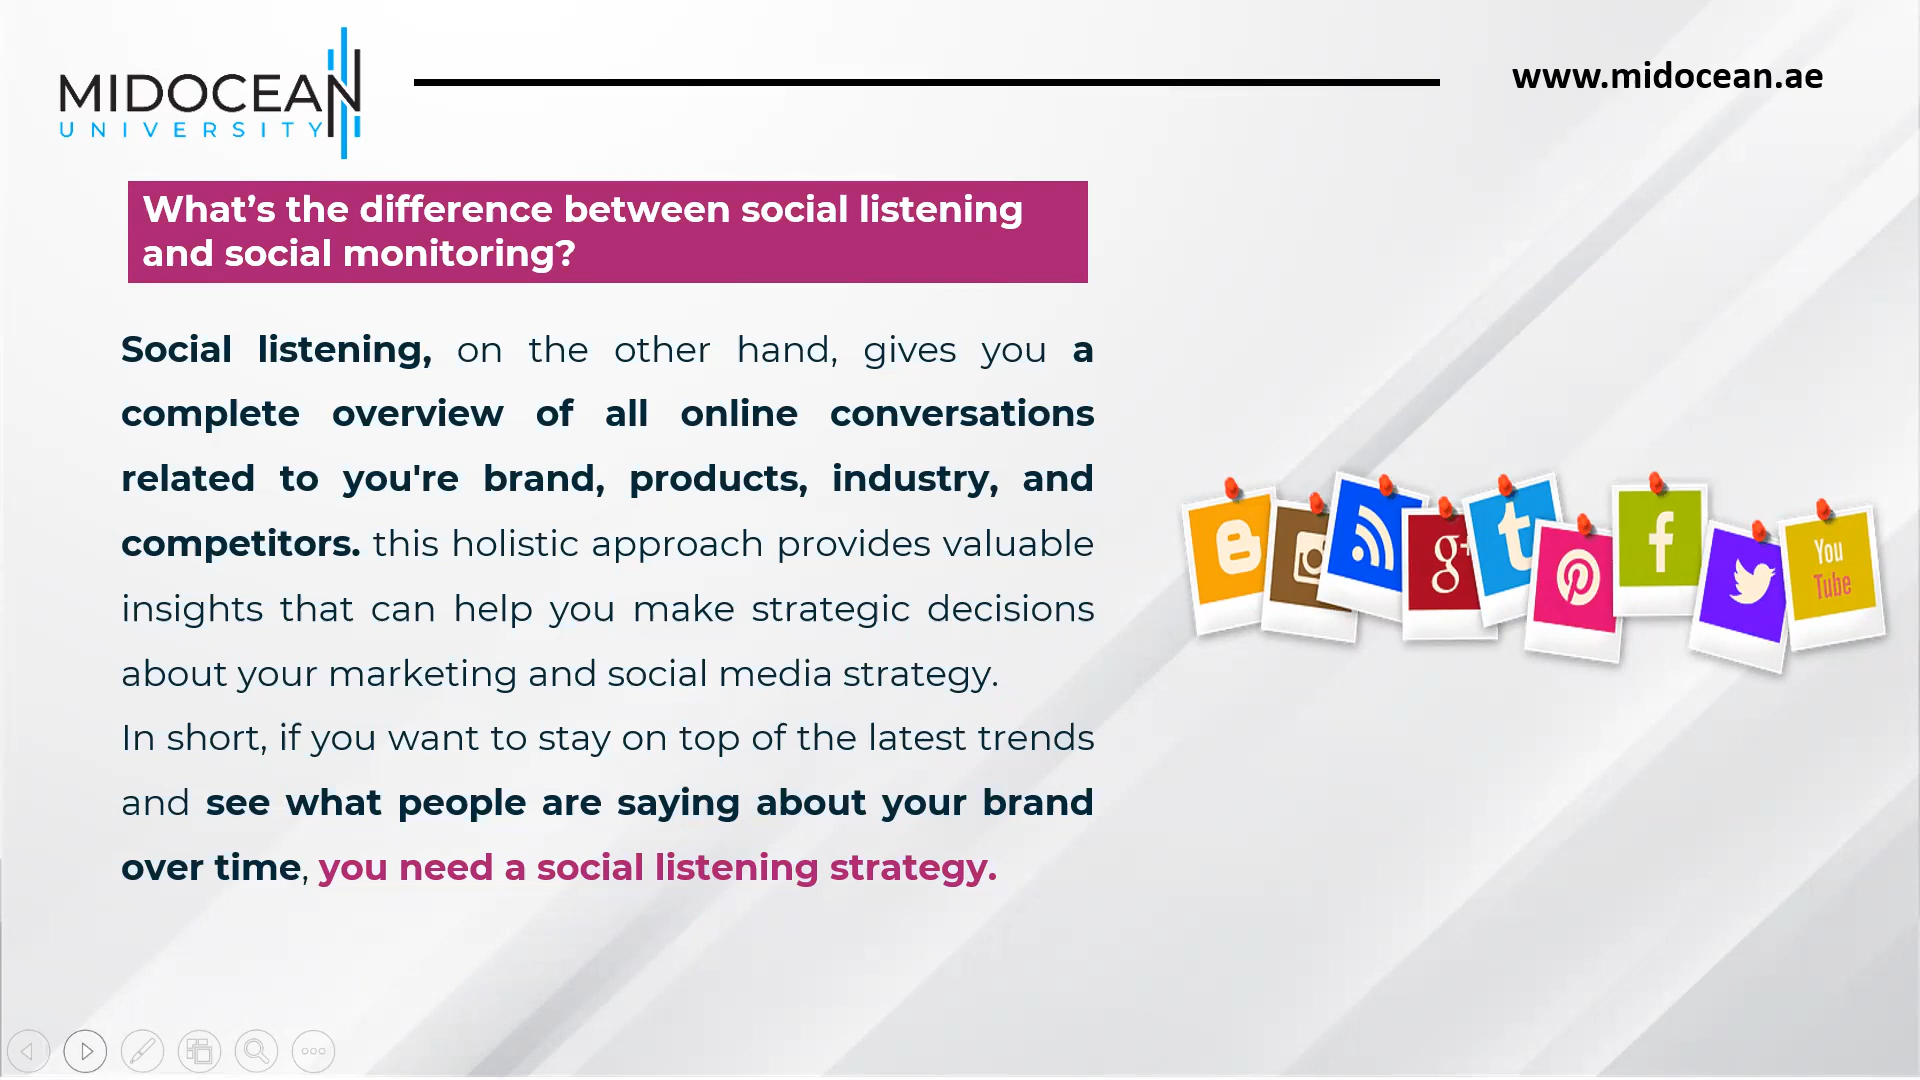 MIDOCEAN
UNIVERSITY
www.midocean.ae
What’s the difference between social listening
and social monitoring?
Social listening, on the other hand, gives you a
complete overview of all online conversations
related to you're brand, products, industry, and
competitors. this holistic approach provides valuable
insights that can help you make strategic decisions
about your marketing and social media strategy.
In short, if you want to stay on top of the latest trends
and see what people are saying about your brand
over time, you need a social listening strategy.
g+
t
f
You
Tube